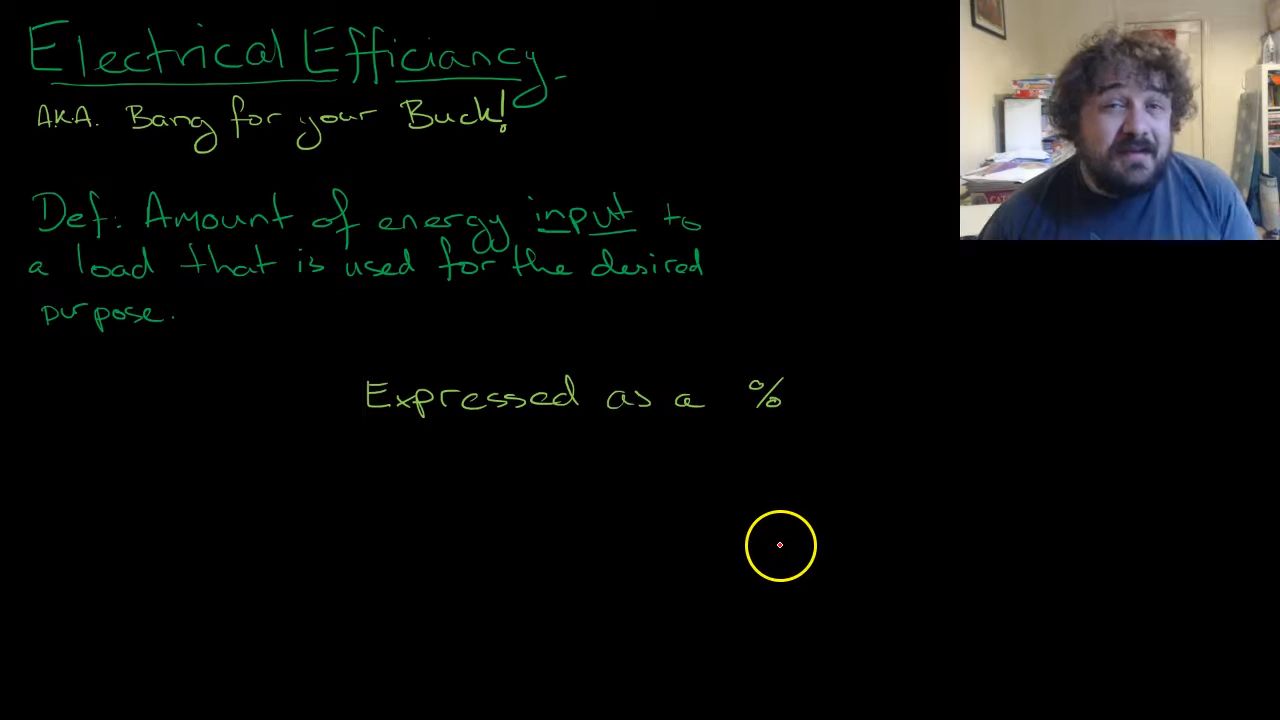 Electrical Efficiancy.
A.K.A. Bang for your Buck!
Def: Amount of energy input to
a load that is used for the desired
purpose.
Expressed as a %